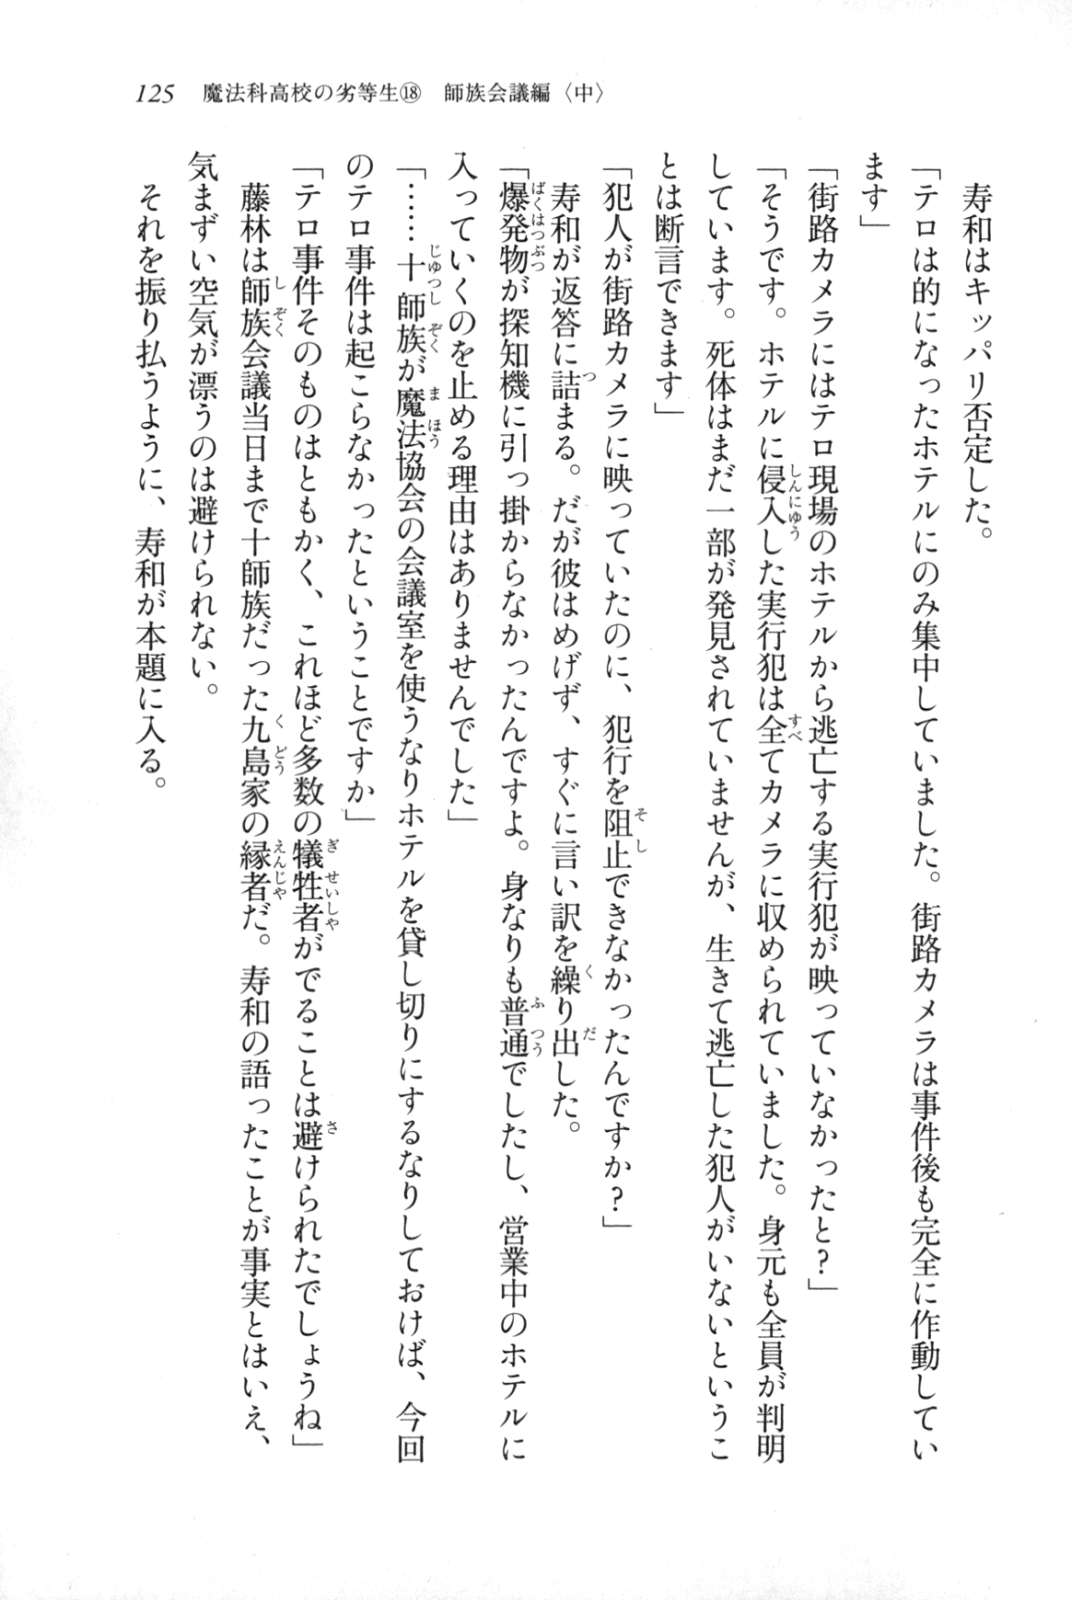 125　魔法科高校の劣等生⑱　師族会議編〈中〉
　寿和はキッパリ否定した。
「テロは的になったホテルにのみ集中していました。街路カメラは事件後も完全に作動してい
ます」
「街路カメラにはテロ現場のホテルから逃亡する実行犯が映っていなかったと？」
「そうです。ホテルに侵入した実行犯は全てカメラに収められていました。身元も全員が判明
しています。死体はまだ一部が発見されていませんが、生きて逃亡した犯人がいないというこ
とは断言できます」
「犯人が街路カメラに映っていたのに、犯行を阻止できなかったんですか？」
　寿和が返答に詰まる。だが彼はめげず、すぐに言い訳を繰り出した。
「爆発物が探知機に引っ掛からなかったんですよ。身なりも普通でしたし、営業中のホテルに
入っていくのを止める理由はありませんでした」
「……十師族が魔法協会の会議室を使うなりホテルを貸し切りにするなりしておけば、今回
のテロ事件は起こらなかったということですか」
「テロ事件そのものはともかく、これほど多数の犠牲者がでることは避けられたでしょうね」
　藤林は師族会議当日まで十師族だった九島家の縁者だ。寿和の語ったことが事実とはいえ、
気まずい空気が漂うのは避けられない。
　それを振り払うように、寿和が本題に入る。